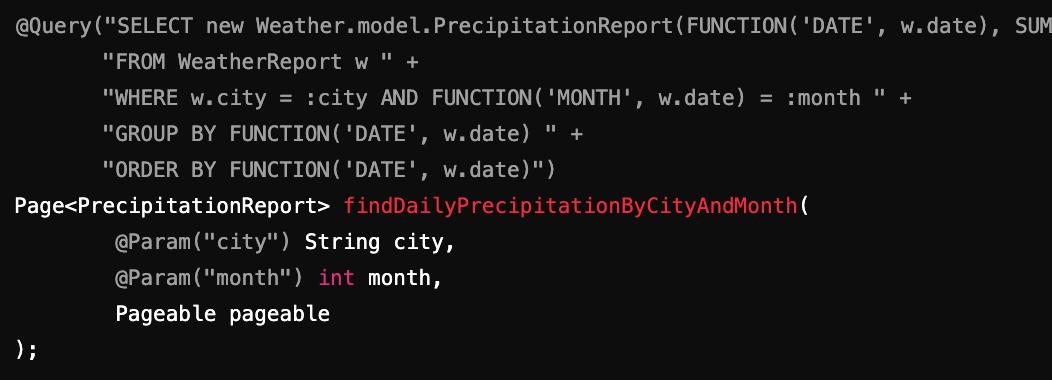 @Query("SELECT new Weather.model.PrecipitationReport(FUNCTION('DATE', w.date), SUM
"FROM WeatherReport w " +
"WHERE w.city = :city AND FUNCTION('MONTH', w.date) = :month " +
"GROUP BY FUNCTION('DATE', w.date) " +
"ORDER BY FUNCTION('DATE', w.date)")
Page<PrecipitationReport> findDailyPrecipitationByCityAndMonth(
@Param("city") String city,
@Param("month") int month,
Pageable pageable
);